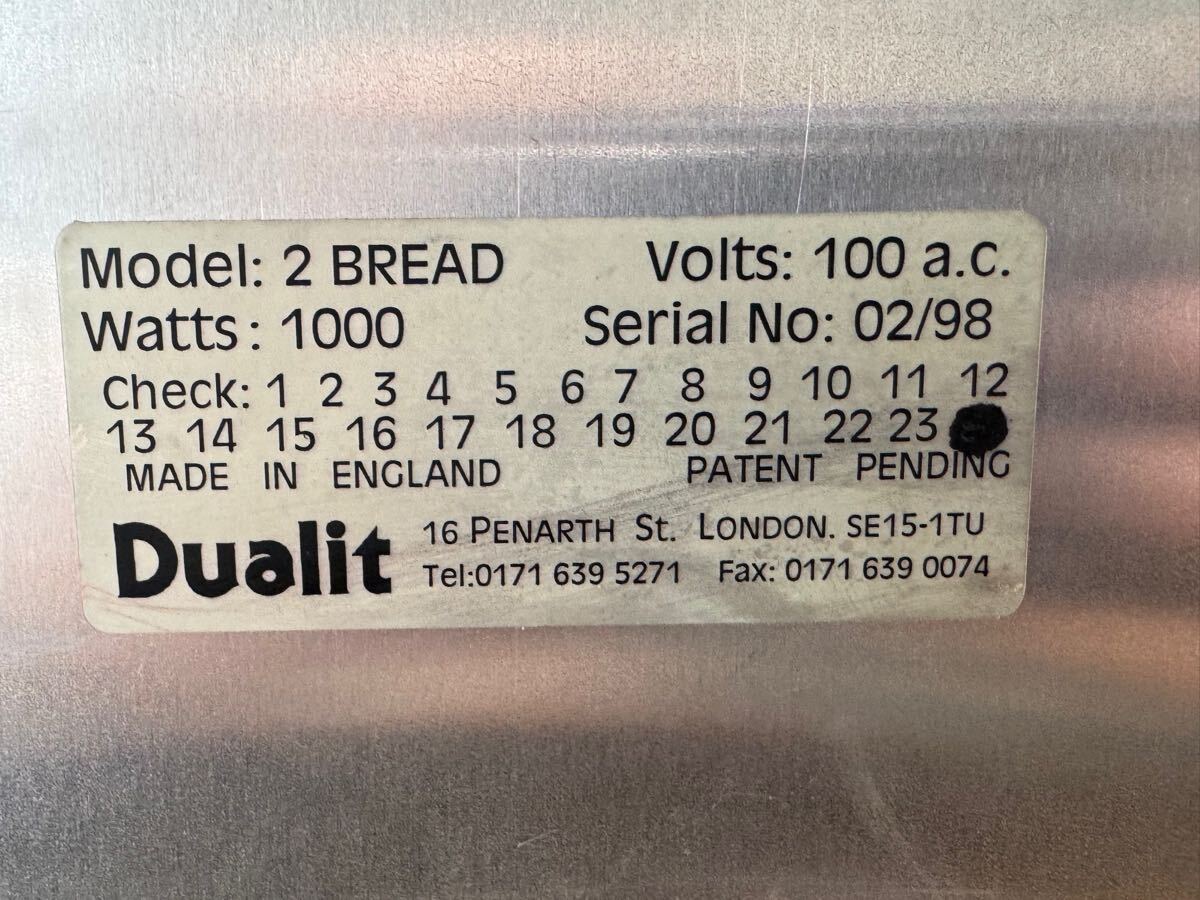 Model: 2 BREAD Volts: 100 a.c.
Watts: 1000 Serial No: 02/98
Check: 1 2 3 4 5 6 7 8 9 10 11 12
13 14 15 16 17 18 19 20 21 22 23
MADE IN ENGLAND PATENT PENDING
Dualit 16 PENARTH St. LONDON. SE15-1TU
Tel:0171 639 5271 Fax: 0171 639 0074